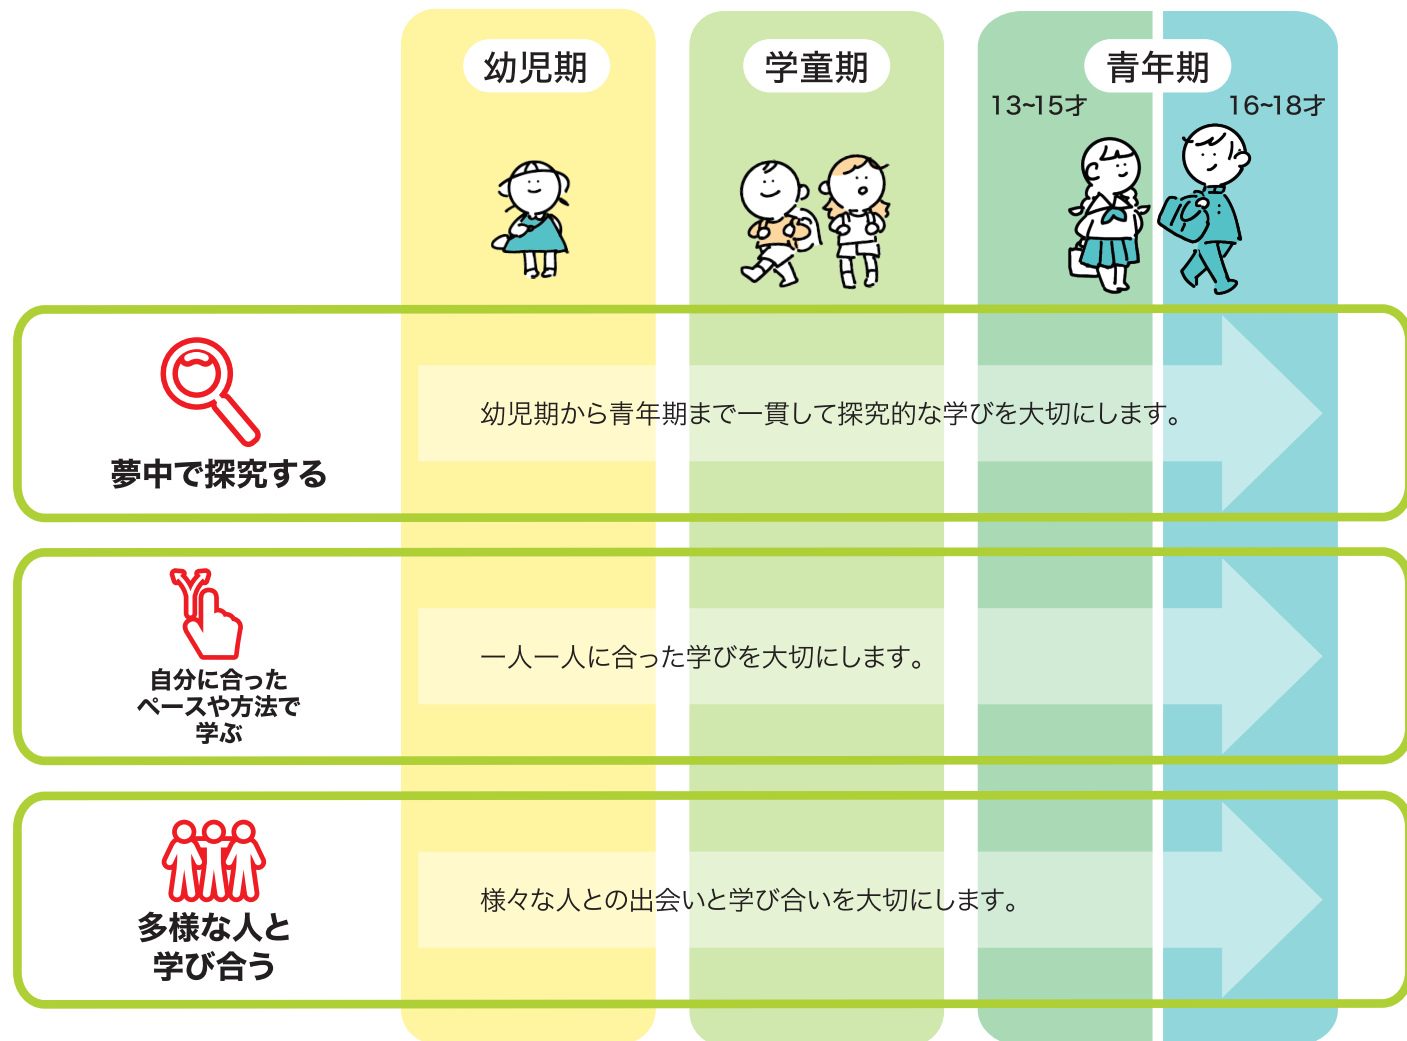 幼児期
学童期
青年期
13~15才
16~18才
夢中で探究する
幼児期から青年期まで一貫して探究的な学びを大切にします。
自分に合った
ペースや方法で
学ぶ
一人一人に合った学びを大切にします。
多様な人と
学び合う
様々な人との出会いと学び合いを大切にします。